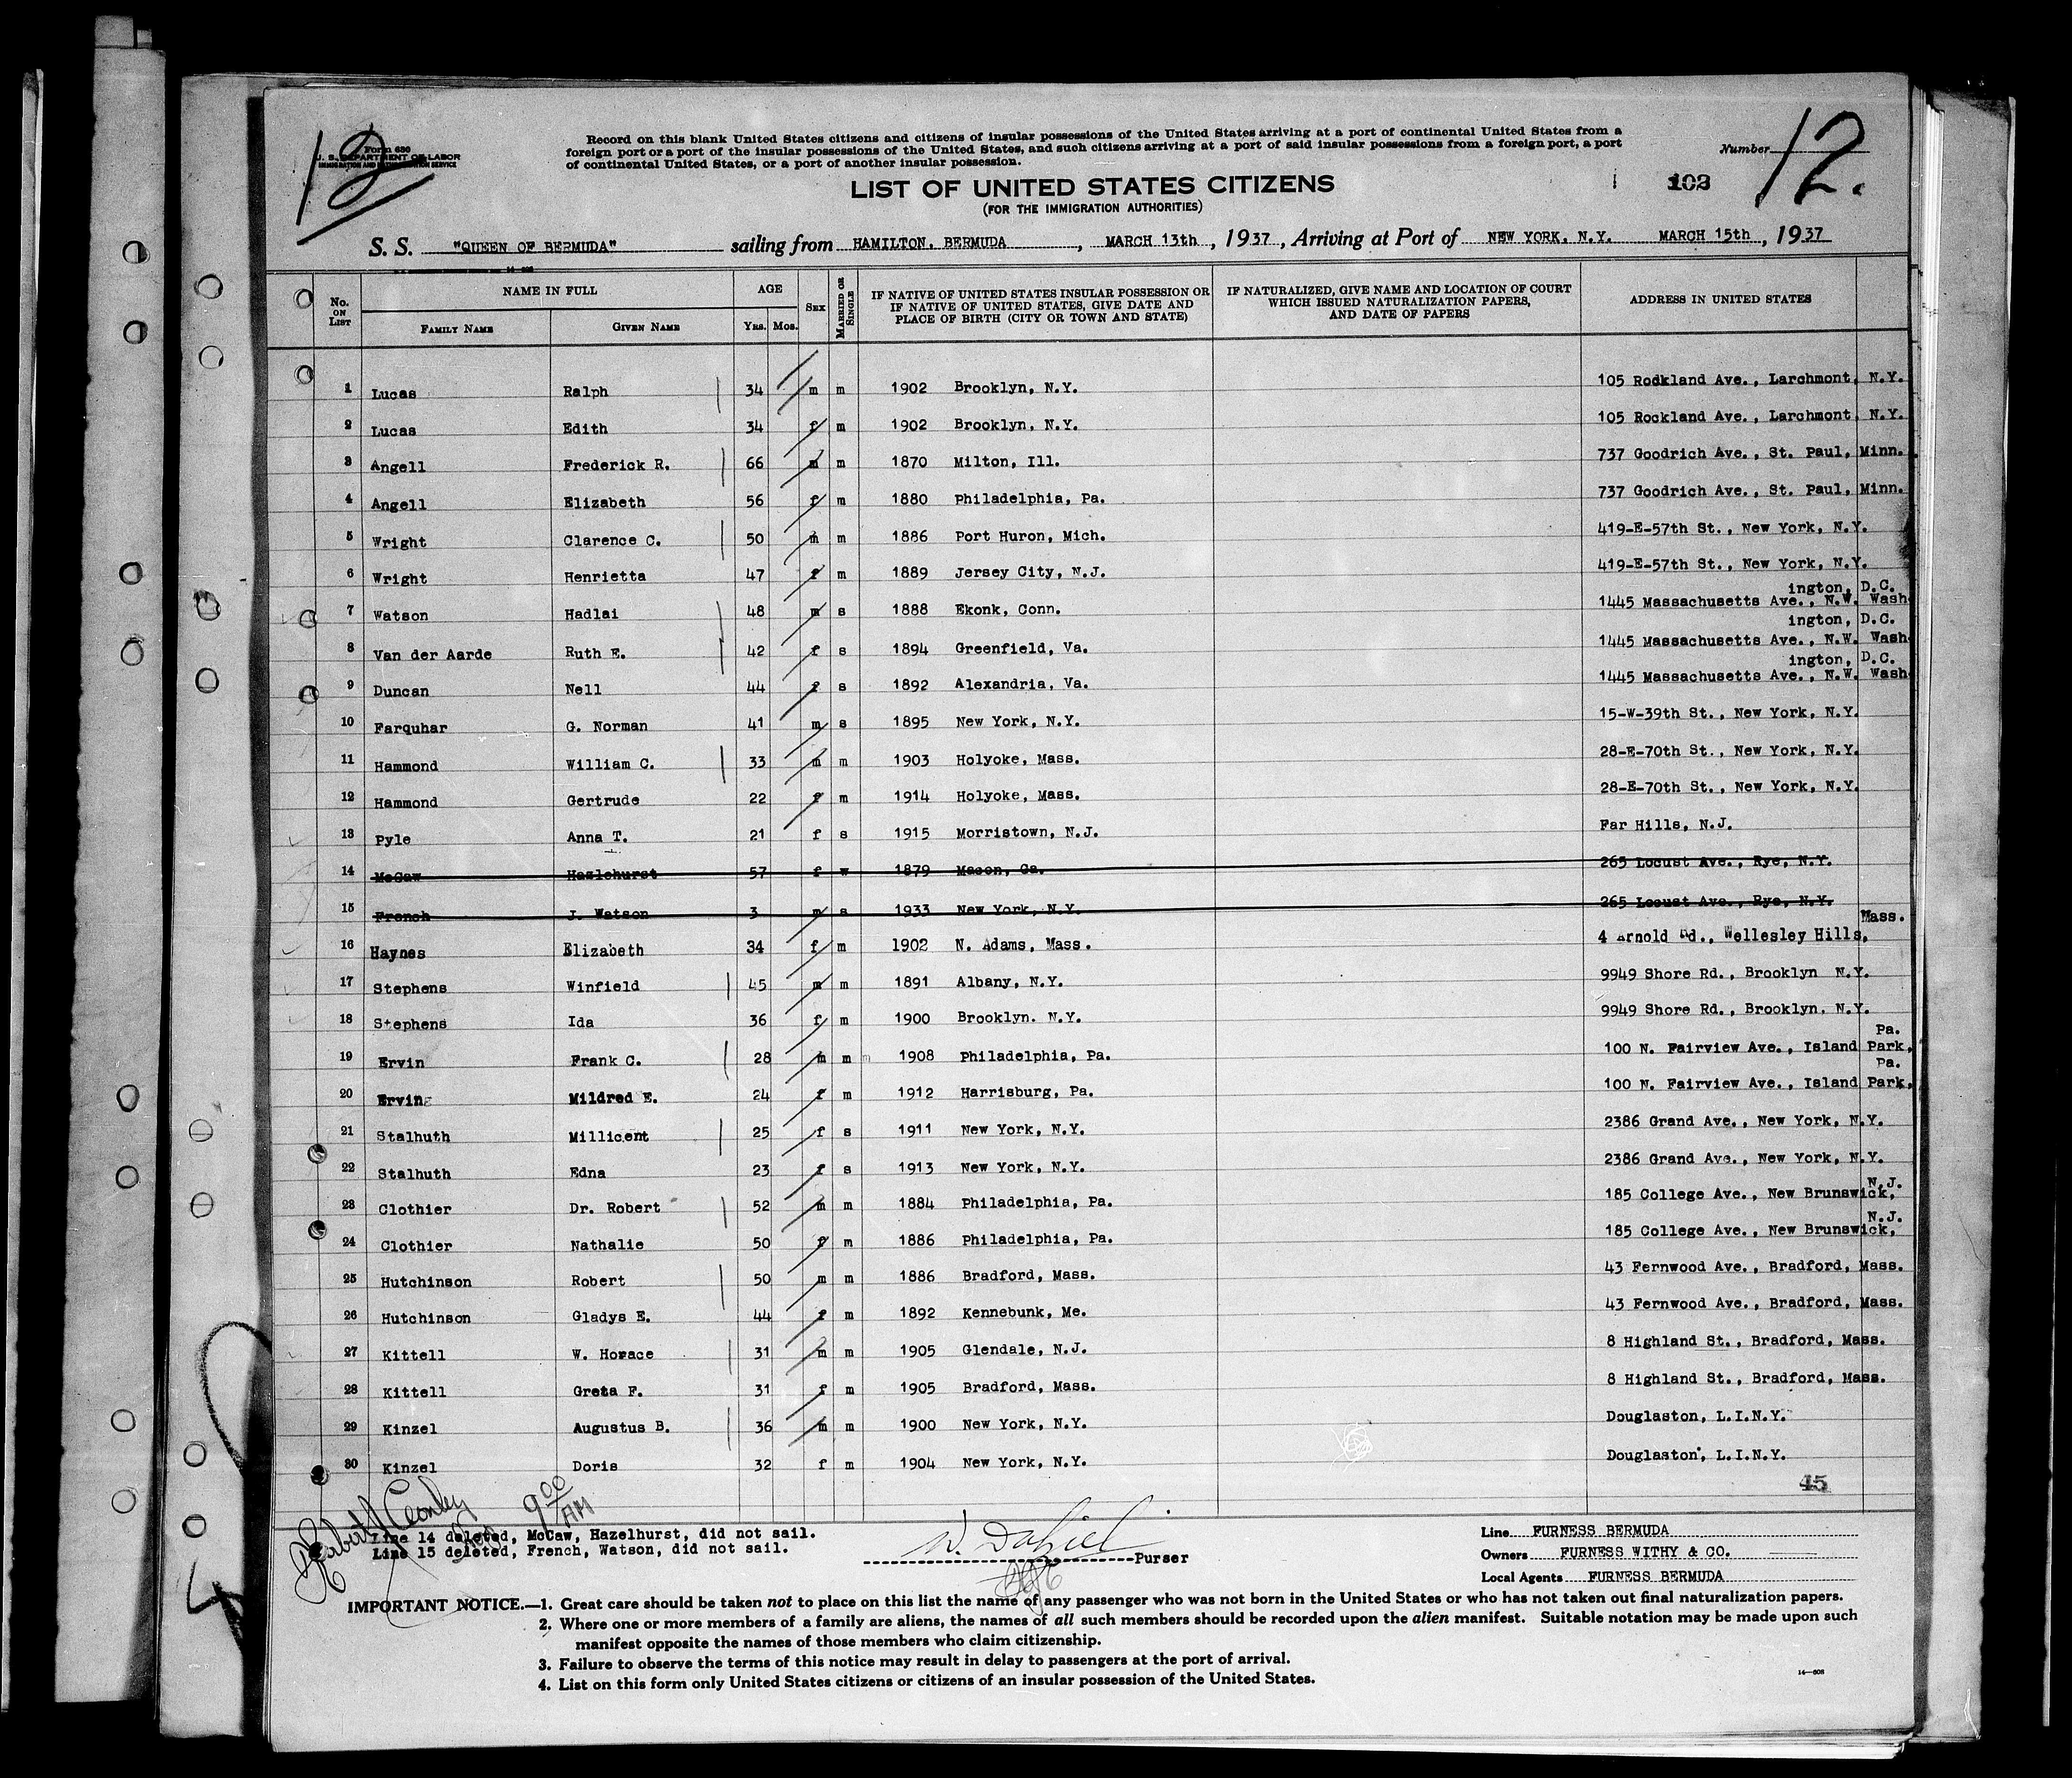 Form 630
U. S. DEPARTMENT OF LABOR
IMMIGRATION AND NATURALIZATION SERVICE
Record on this blank United States citizens and citizens of insular possessions of the United States arriving at a port of continental United States from a
foreign port or a port of the insular possessions of the United States, and such citizens arriving at a port of said insular possessions from a foreign port, a port
of continental United States, or a port of another insular possession.
Number 12.
LIST OF UNITED STATES CITIZENS
(FOR THE IMMIGRATION AUTHORITIES)
S. S. "QUEEN OF BERMUDA" sailing from HAMILTON, BERMUDA, MARCH 13th, 1937, Arriving at Port of NEW YORK, N.Y. MARCH 15th, 1937
No. ON LIST NAME IN FULL FAMILY NAME GIVEN NAME AGE YRS. MOS. SEX MARRIED OR SINGLE IF NATIVE OF UNITED STATES INSULAR POSSESSION OR IF NATIVE OF UNITED STATES, GIVE DATE AND PLACE OF BIRTH (CITY OR TOWN AND STATE) IF NATURALIZED, GIVE NAME AND LOCATION OF COURT WHICH ISSUED NATURALIZATION PAPERS, AND DATE OF PAPERS ADDRESS IN UNITED STATES
1 Lucas Ralph 34 m m 1902 Brooklyn, N.Y. 105 Rockland Ave., Larchmont, N.Y.
2 Lucas Edith 34 f m 1902 Brooklyn, N.Y. 105 Rockland Ave., Larchmont, N.Y.
3 Angell Frederick R. 66 m m 1870 Milton, Ill. 737 Goodrich Ave., St. Paul, Minn.
4 Angell Elizabeth 56 f m 1880 Philadelphia, Pa. 737 Goodrich Ave., St. Paul, Minn.
5 Wright Clarence C. 50 m m 1886 Port Huron, Mich. 419-E-57th St., New York, N.Y.
6 Wright Henrietta 47 f m 1889 Jersey City, N.J. 419-E-57th St., New York, N.Y.
7 Watson Hadlai 48 m s 1888 Ekonk, Conn. 1445 Massachusetts Ave., N.W. Washington, D.C.
8 Van der Aarde Ruth E. 42 f s 1894 Greenfield, Va. 1445 Massachusetts Ave., N.W. Washington, D.C.
9 Duncan Nell 44 f s 1892 Alexandria, Va. 1445 Massachusetts Ave., N.W. Washington, D.C.
10 Farquhar G. Norman 41 m s 1895 New York, N.Y. 15-W-39th St., New York, N.Y.
11 Hammond William C. 33 m m 1903 Holyoke, Mass. 28-E-70th St., New York, N.Y.
12 Hammond Gertrude 22 f m 1914 Holyoke, Mass. 28-E-70th St., New York, N.Y.
13 Pyle Anna T. 21 f s 1915 Morristown, N.J. Far Hills, N.J.
14 McGaw Hazlehurst 57 f w 1879 Macon, Ga. 265 Locust Ave., Rye, N.Y.
15 French J. Watson 3 m s 1933 New York, N.Y. 265 Locust Ave., Rye, N.Y.
16 Haynes Elizabeth 34 f m 1902 N. Adams, Mass. 4 Arnold Rd., Wellesley Hills, Mass.
17 Stephens Winfield 45 m m 1891 Albany, N.Y. 9949 Shore Rd., Brooklyn N.Y.
18 Stephens Ida 36 f m 1900 Brooklyn. N.Y. 9949 Shore Rd., Brooklyn, N.Y.
19 Ervin Frank C. 28 m m 1908 Philadelphia, Pa. 100 N. Fairview Ave., Island Park, Pa.
20 Ervin Mildred E. 24 f m 1912 Harrisburg, Pa. 100 N. Fairview Ave., Island Park, Pa.
21 Stalhuth Millicent 25 f s 1911 New York, N.Y. 2386 Grand Ave., New York, N.Y.
22 Stalhuth Edna 23 f s 1913 New York, N.Y. 2386 Grand Ave., New York, N.Y.
23 Clothier Dr. Robert 52 m m 1884 Philadelphia, Pa. 185 College Ave., New Brunswick, N.J.
24 Clothier Nathalie 50 f m 1886 Philadelphia, Pa. 185 College Ave., New Brunswick, N.J.
25 Hutchinson Robert 50 m m 1886 Bradford, Mass. 43 Fernwood Ave., Bradford, Mass.
26 Hutchinson Gladys E. 44 f m 1892 Kennebunk, Me. 43 Fernwood Ave., Bradford, Mass.
27 Kittell W. Horace 31 m m 1905 Glendale, N.J. 8 Highland St., Bradford, Mass.
28 Kittell Greta F. 31 f m 1905 Bradford, Mass. 8 Highland St., Bradford, Mass.
29 Kinzel Augustus B. 36 m m 1900 New York, N.Y. Douglaston, L.I.N.Y.
30 Kinzel Doris 32 f m 1904 New York, N.Y. Douglaston, L.I.N.Y.
45
9 00 AM
Line 14 deleted, McCaw, Hazelhurst, did not sail.
Line 15 deleted, French, Watson, did not sail.
Purser
Line FURNESS BERMUDA
Owners FURNESS WITHY & CO.
Local Agents FURNESS BERMUDA
IMPORTANT NOTICE.—1. Great care should be taken not to place on this list the name of any passenger who was not born in the United States or who has not taken out final naturalization papers.
2. Where one or more members of a family are aliens, the names of all such members should be recorded upon the alien manifest. Suitable notation may be made upon such
manifest opposite the names of those members who claim citizenship.
3. Failure to observe the terms of this notice may result in delay to passengers at the port of arrival.
4. List on this form only United States citizens or citizens of an insular possession of the United States.
14—608